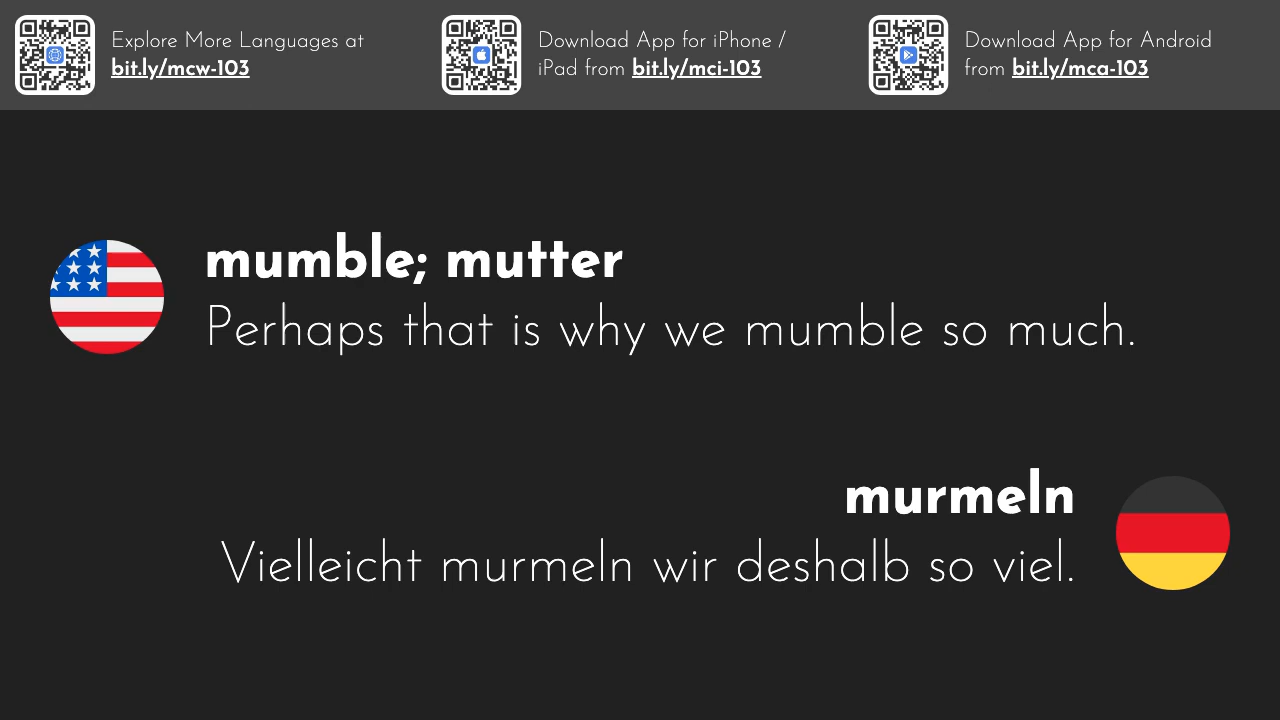 Explore More Languages at
bit.ly/mcw-103
Download App for iPhone /
iPad from bit.ly/mci-103
Download App for Android
from bit.ly/mca-103
mumble; mutter
Perhaps that is why we mumble so much.
murmeln
Vielleicht murmeln wir deshalb so viel.